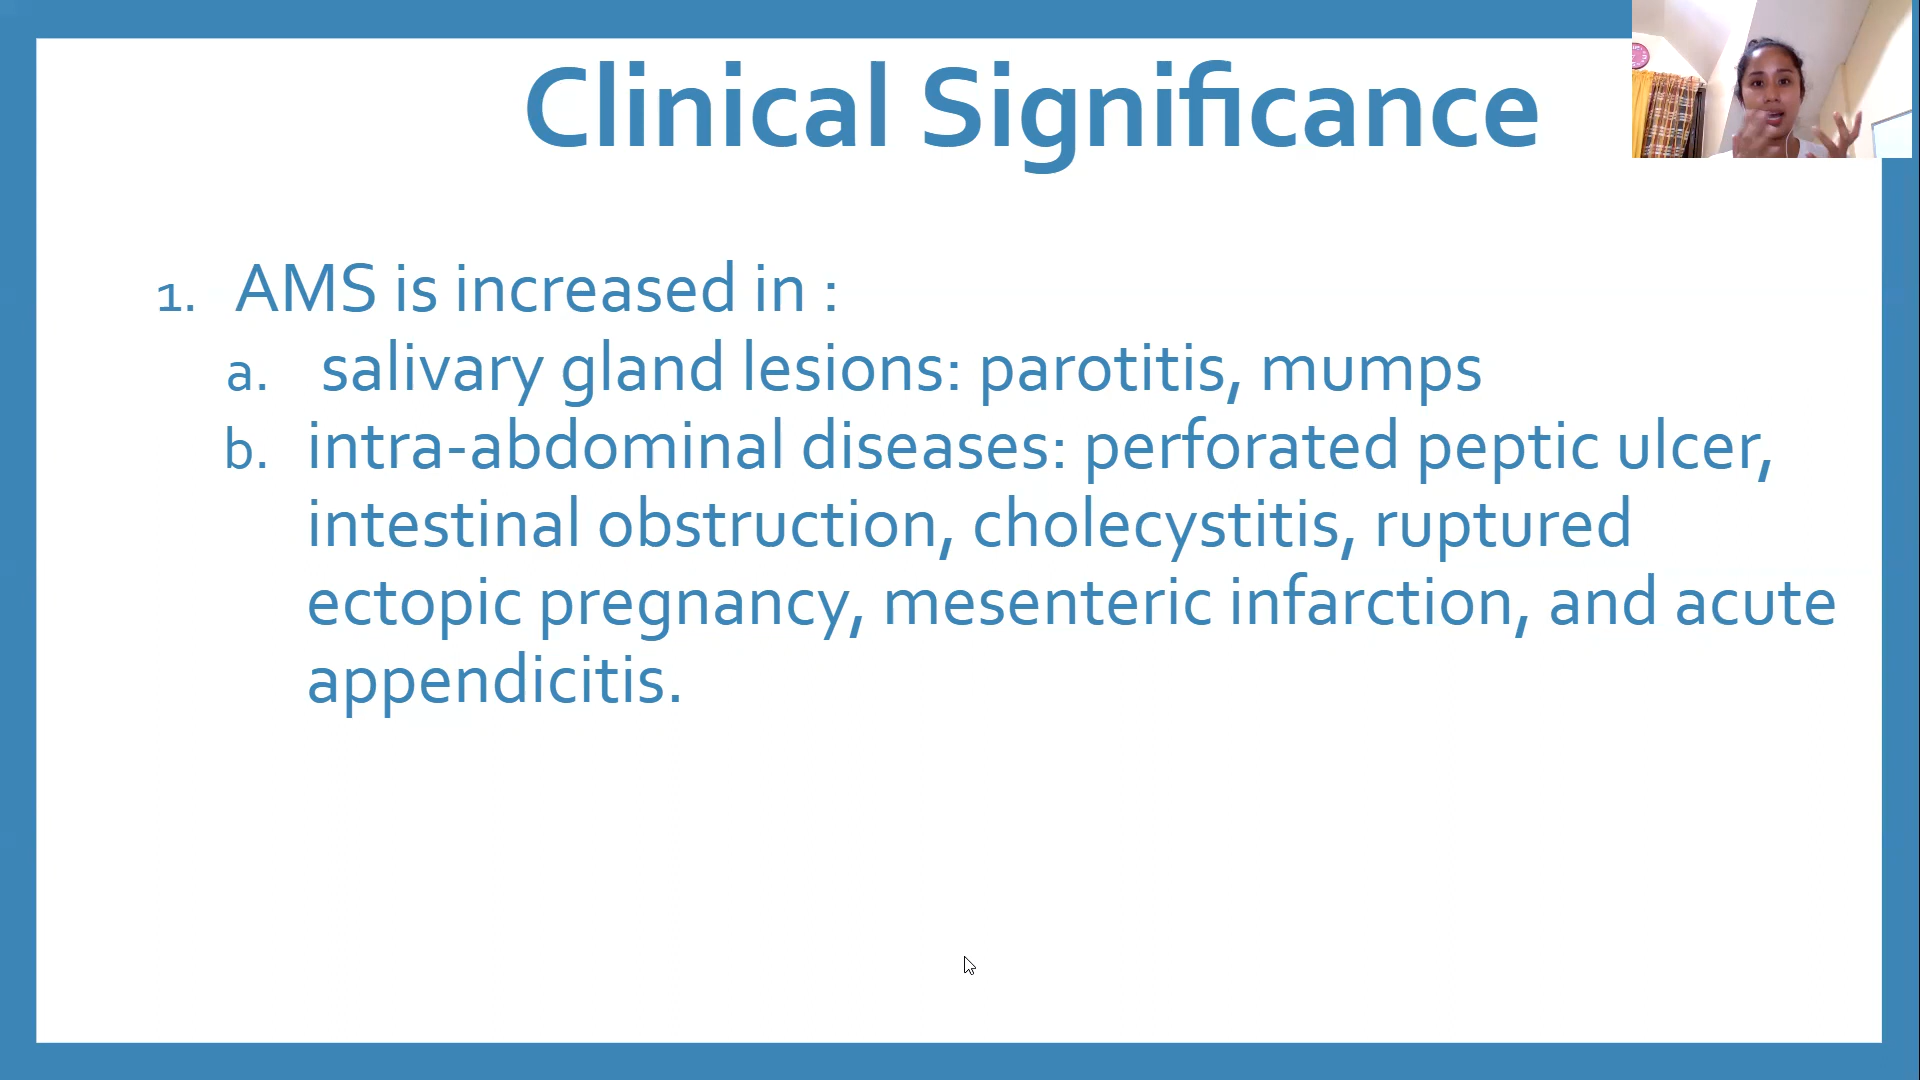 Clinical Significance
1. AMS is increased in :
a. salivary gland lesions: parotitis, mumps
b. intra-abdominal diseases: perforated peptic ulcer,
intestinal obstruction, cholecystitis, ruptured
ectopic pregnancy, mesenteric infarction, and acute
appendicitis.